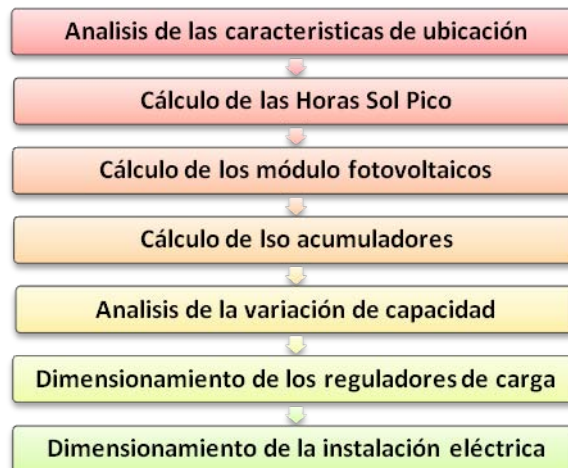 Analisis de las caracteristicas de ubicación
Cálculo de las Horas Sol Pico
Cálculo de los módulo fotovoltaicos
Cálculo de lso acumuladores
Analisis de la variación de capacidad
Dimensionamiento de los reguladores de carga
Dimensionamiento de la instalación eléctrica